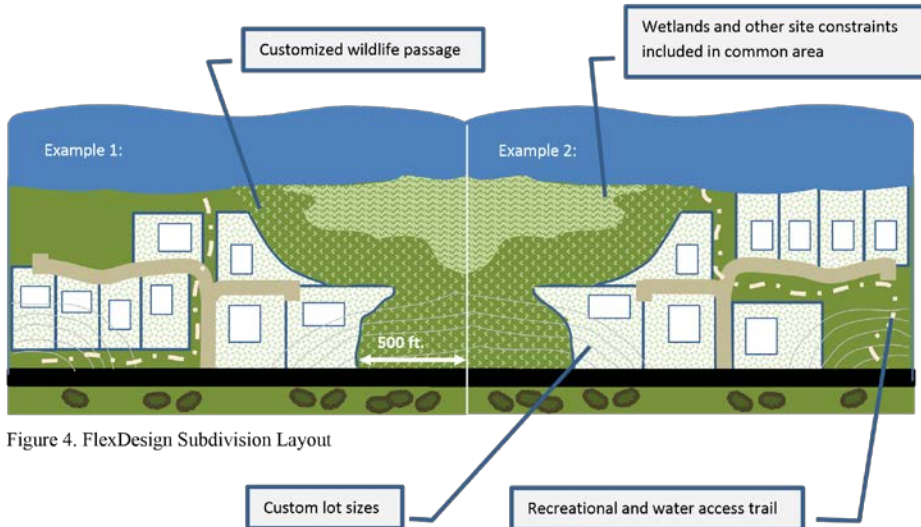 Customized wildlife passage
Wetlands and other site constraints
included in common area
Example 1:
Example 2:
500 ft.
Figure 4. FlexDesign Subdivision Layout
Custom lot sizes
Recreational and water access trail